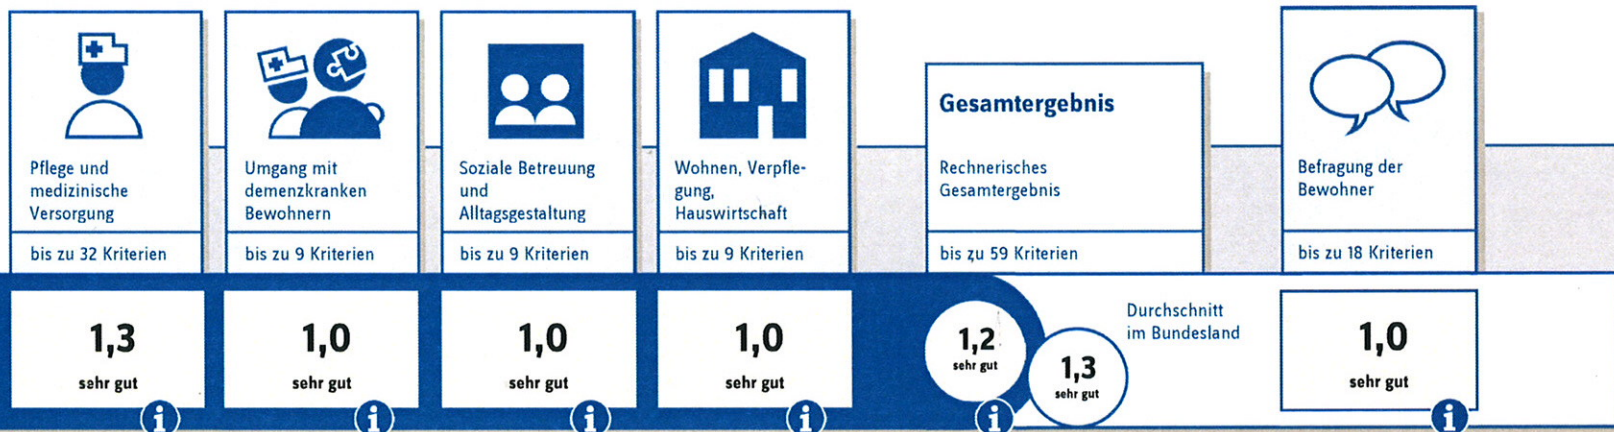 Pflege und
medizinische
Versorgung
bis zu 32 Kriterien
1,3
sehr gut
Umgang mit
demenzkranken
Bewohnern
bis zu 9 Kriterien
1,0
sehr gut
Soziale Betreuung
und
Alltagsgestaltung
bis zu 9 Kriterien
1,0
sehr gut
Wohnen, Verpfle-
gung,
Hauswirtschaft
bis zu 9 Kriterien
1,0
sehr gut
Gesamtergebnis
Rechnerisches
Gesamtergebnis
bis zu 59 Kriterien
1,2
sehr gut
Durchschnitt
im Bundesland
1,3
sehr gut
Befragung der
Bewohner
bis zu 18 Kriterien
1,0
sehr gut